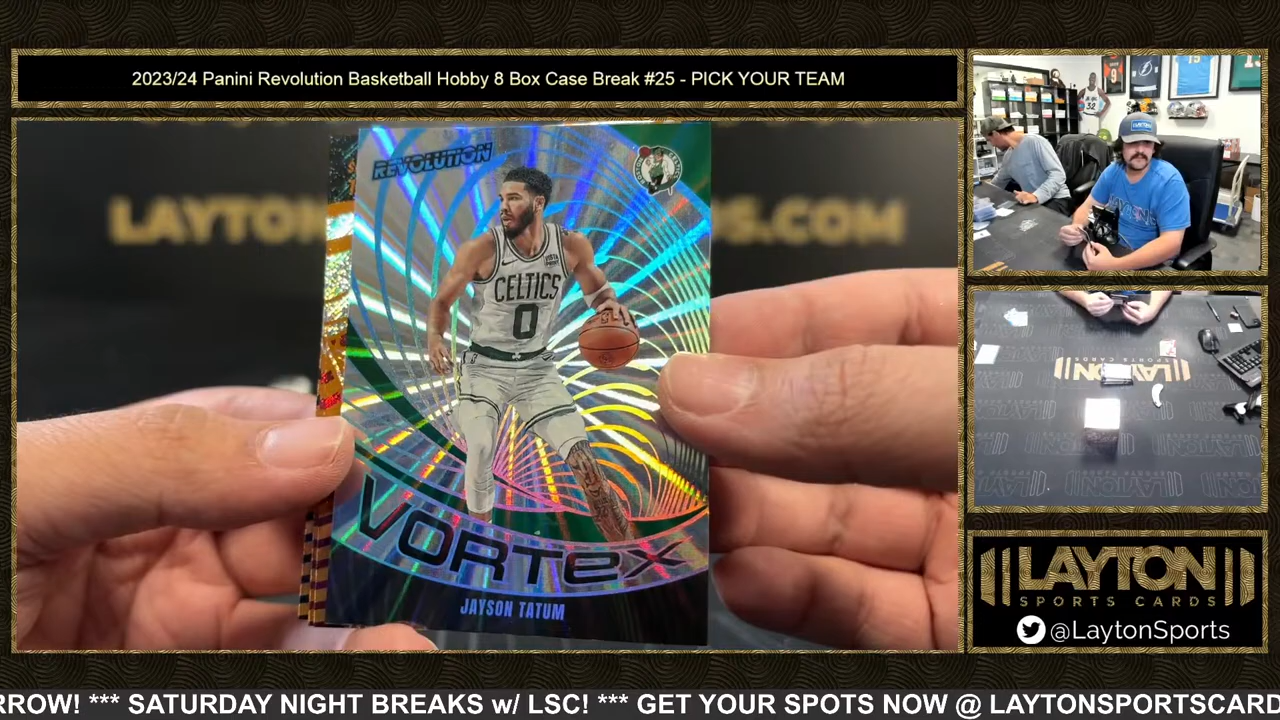 2023/24 Panini Revolution Basketball Hobby 8 Box Case Break #25 - PICK YOUR TEAM
REVOLUTION
CELTICS
0
VORTEX
JAYSON TATUM
LAYTON
SPORTS CARDS
@LaytonSports
RROW! *** SATURDAY NIGHT BREAKS w/ LSC! *** GET YOUR SPOTS NOW @ LAYTONSPORTSCARD